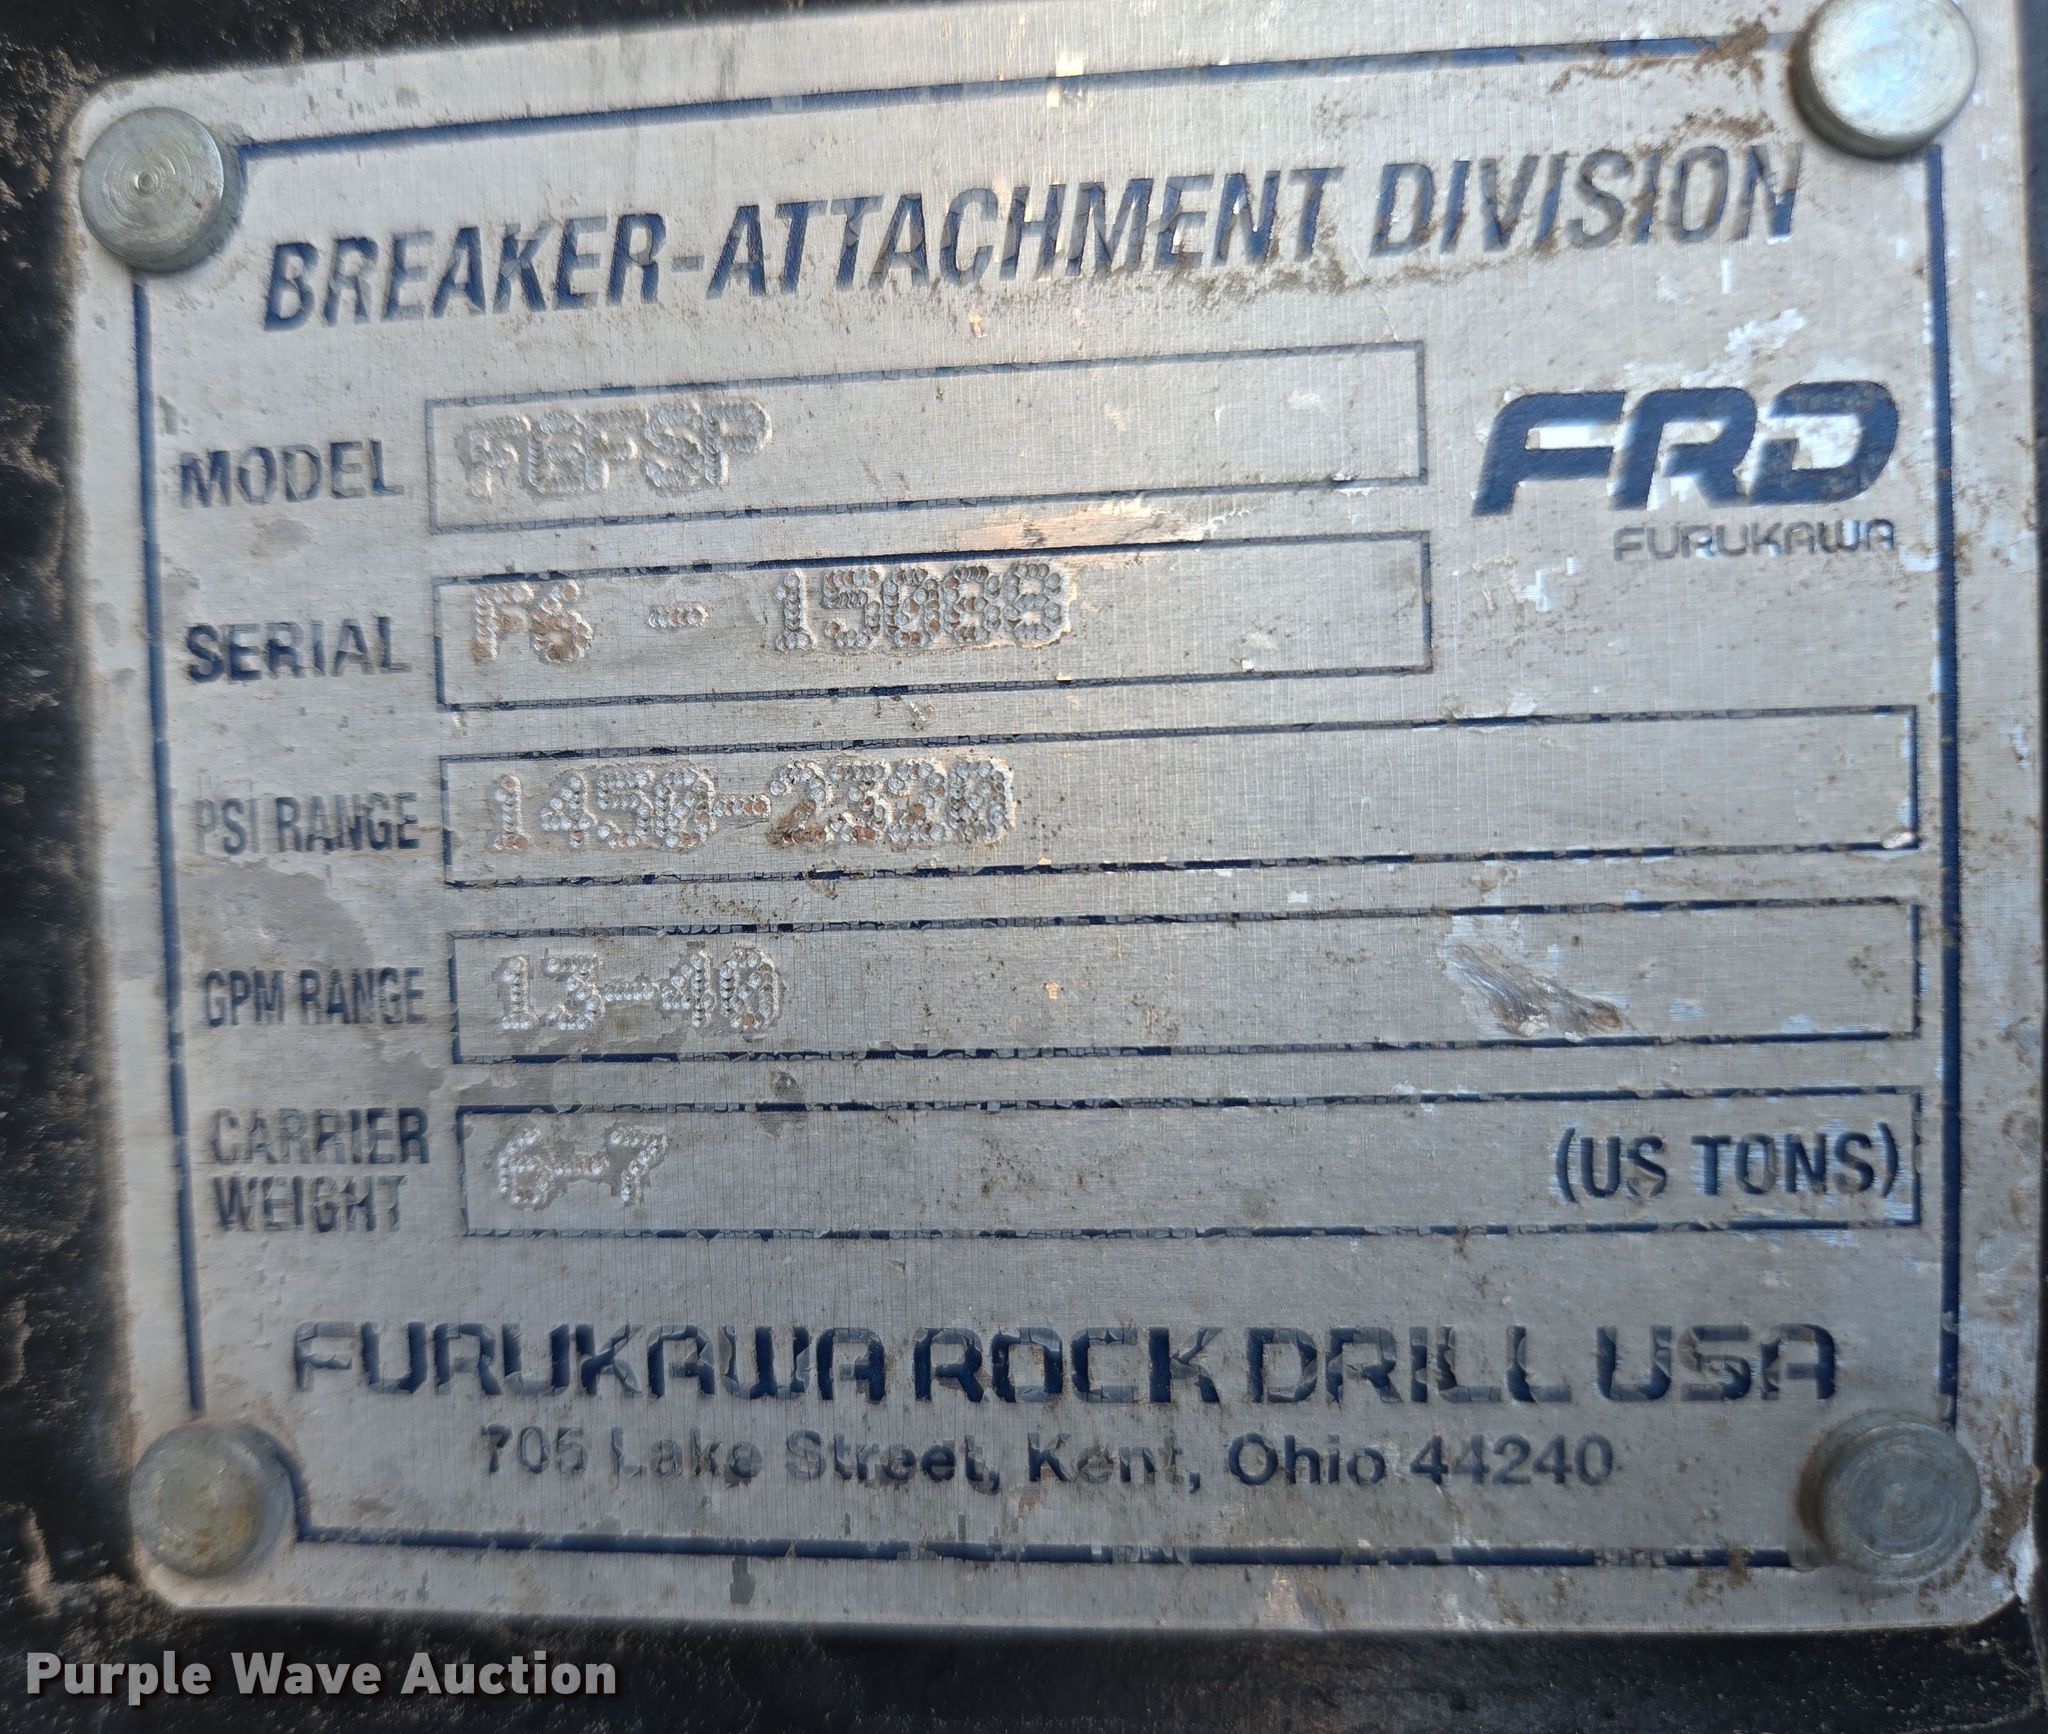 BREAKER-ATTACHMENT DIVISION
MODEL F6FSP
FRD
FURUKAWA
SERIAL F6 - 15088
PSI RANGE 1450-2320
GPM RANGE 13-40
CARRIER WEIGHT 6-7 (US TONS)
FURUKAWA ROCK DRILL USA
705 Lake Street, Kent, Ohio 44240
Purple Wave Auction